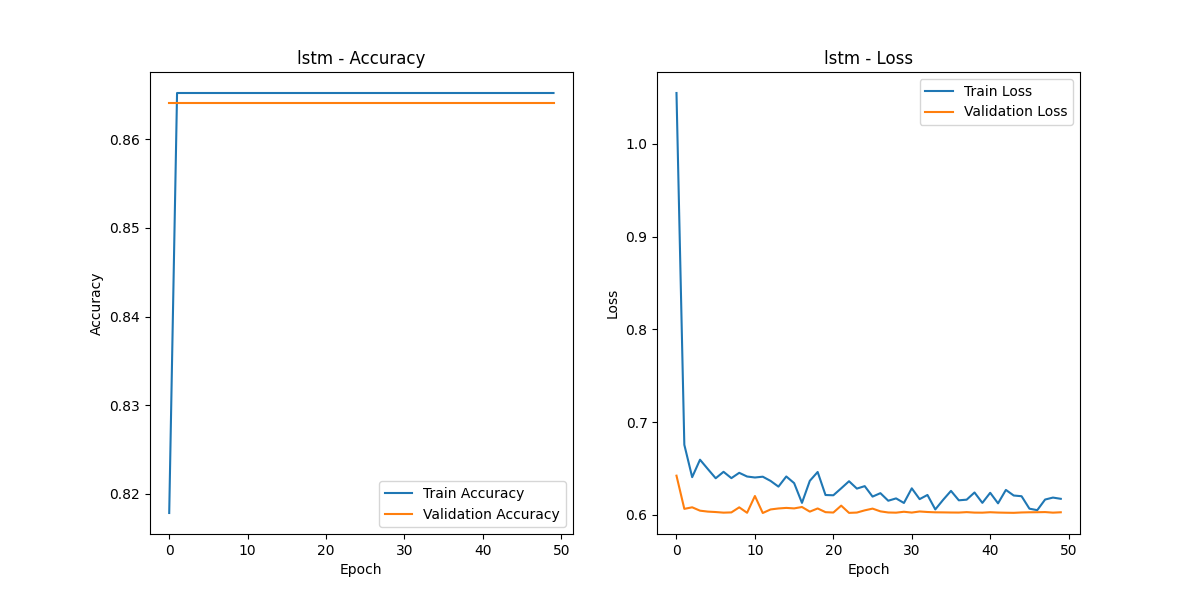 lstm - Accuracy
0.86
0.85
0.84
0.83
0.82
Accuracy
0 10 20 30 40 50
Epoch
Train Accuracy
Validation Accuracy
lstm - Loss
1.0
0.9
0.8
0.7
0.6
Loss
0 10 20 30 40 50
Epoch
Train Loss
Validation Loss